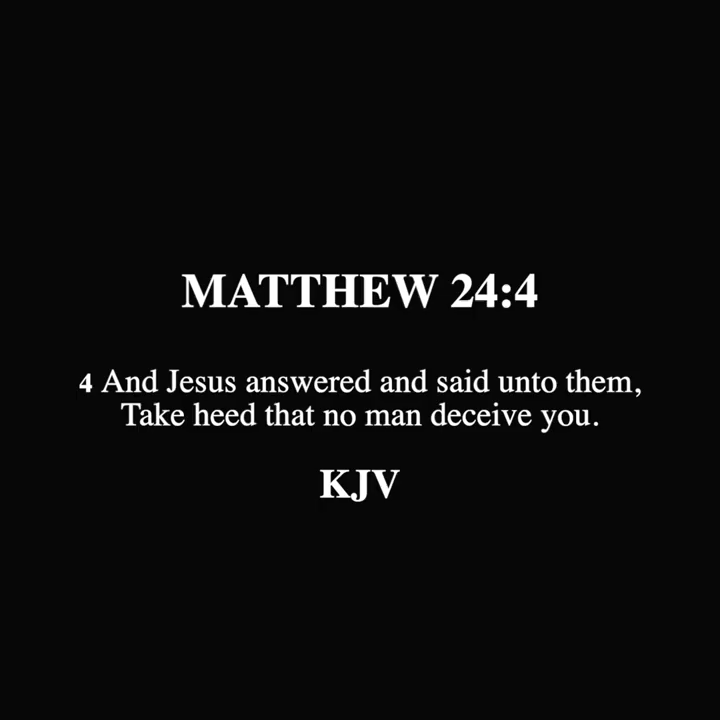 MATTHEW 24:4
4 And Jesus answered and said unto them,
Take heed that no man deceive you.
KJV